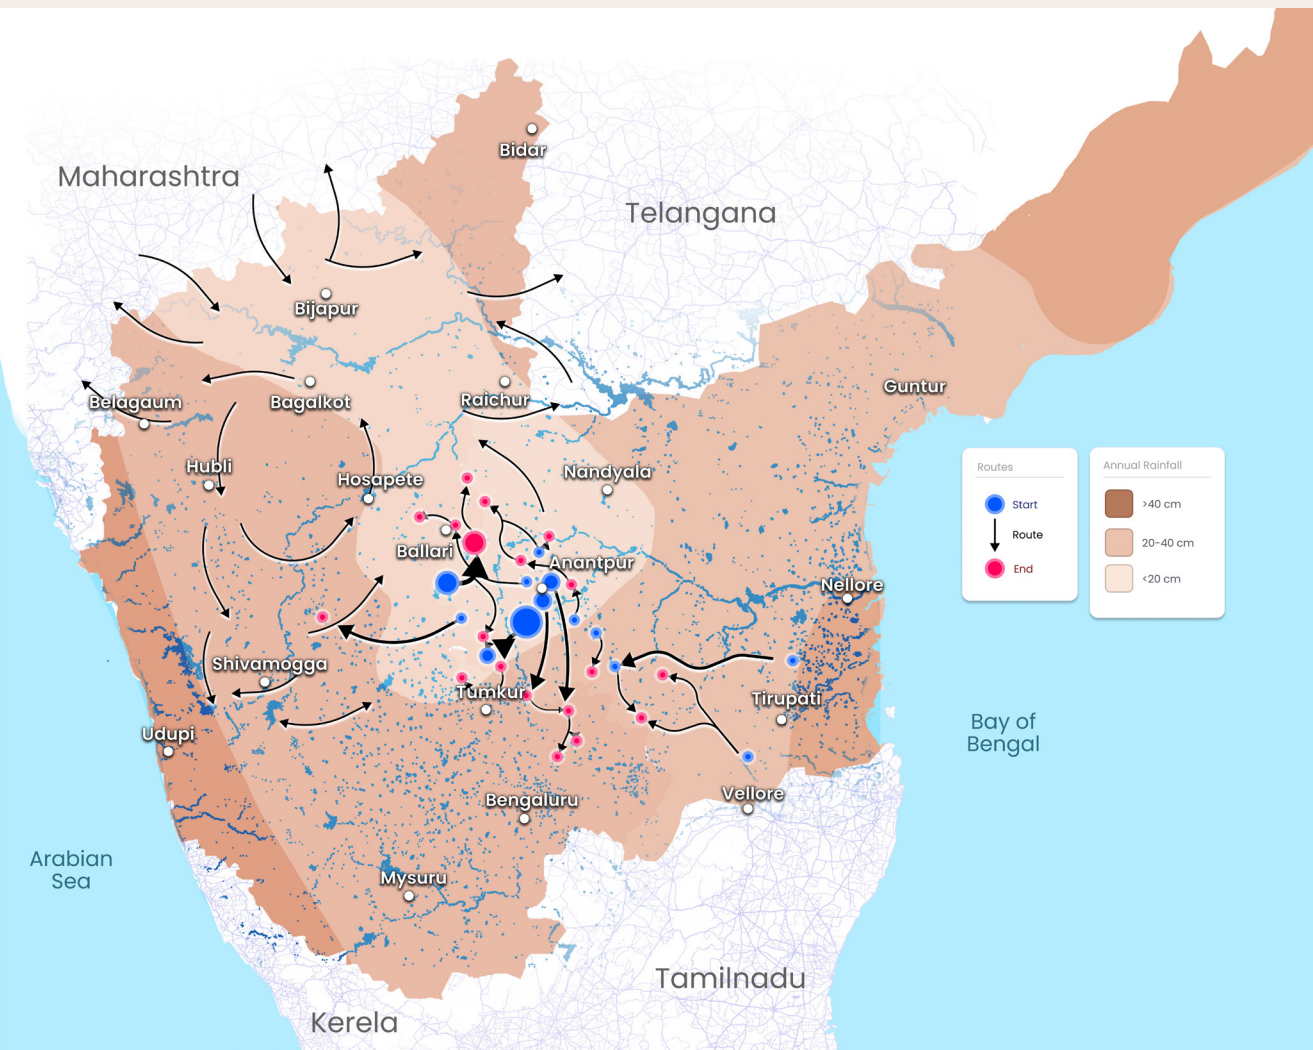 Bidar
Maharashtra
Telangana
Bijapur
Guntur
Belagaum
Bagalkot
Raichur
Hubli
Hosapete
Nandyala
Routes
Start
Route
End
Annual Rainfall
>40 cm
20-40 cm
<20 cm
Ballari
Anantpur
Nellore
Shivamogga
Tumkur
Tirupati
Udupi
Bay of
Bengal
Bengaluru
Vellore
Arabian
Sea
Mysuru
Tamilnadu
Kerela